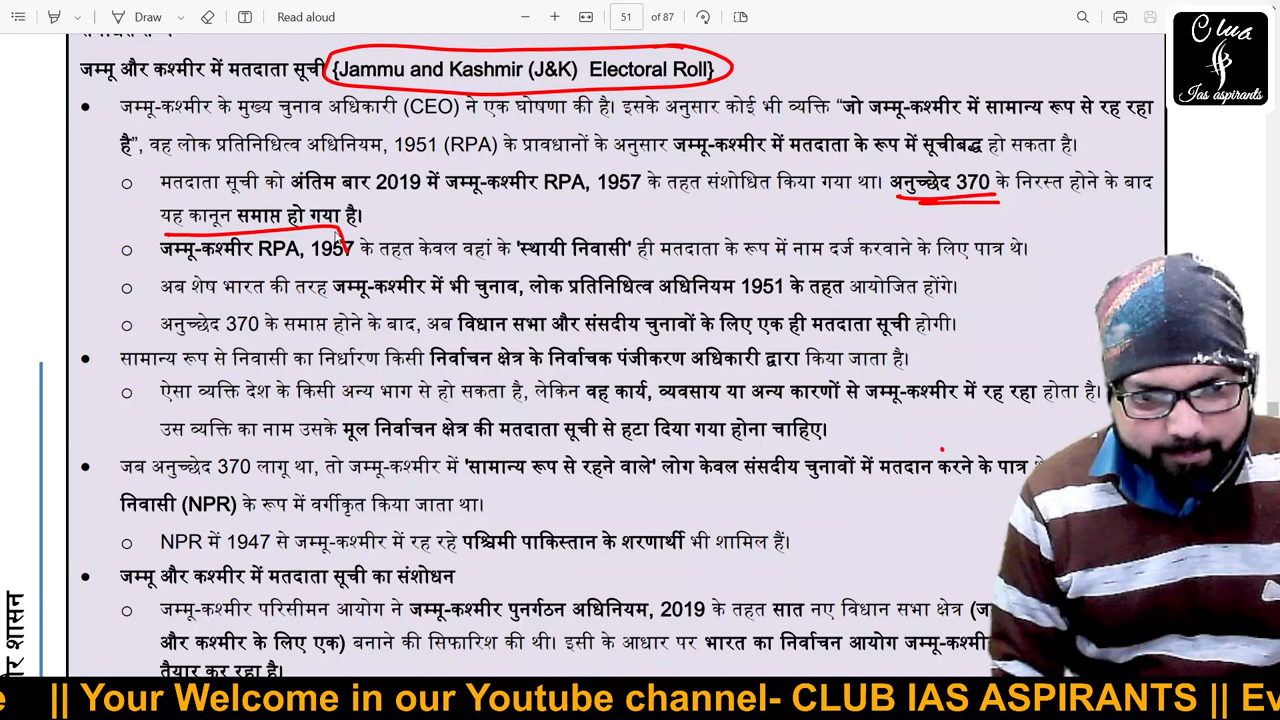 Draw
Read aloud
51 of 87
Club
Ias aspirants
जम्मू और कश्मीर में मतदाता सूची {Jammu and Kashmir (J&K) Electoral Roll}
• जम्मू-कश्मीर के मुख्य चुनाव अधिकारी (CEO) ने एक घोषणा की है। इसके अनुसार कोई भी व्यक्ति “जो जम्मू-कश्मीर में सामान्य रूप से रह रहा
है”, वह लोक प्रतिनिधित्व अधिनियम, 1951 (RPA) के प्रावधानों के अनुसार जम्मू-कश्मीर में मतदाता के रूप में सूचीबद्ध हो सकता है।
o मतदाता सूची को अंतिम बार 2019 में जम्मू-कश्मीर RPA, 1957 के तहत संशोधित किया गया था। अनुच्छेद 370 के निरस्त होने के बाद
यह कानून समाप्त हो गया है।
o जम्मू-कश्मीर RPA, 1957 के तहत केवल वहां के 'स्थायी निवासी' ही मतदाता के रूप में नाम दर्ज करवाने के लिए पात्र थे।
o अब शेष भारत की तरह जम्मू-कश्मीर में भी चुनाव, लोक प्रतिनिधित्व अधिनियम 1951 के तहत आयोजित होंगे।
o अनुच्छेद 370 के समाप्त होने के बाद, अब विधान सभा और संसदीय चुनावों के लिए एक ही मतदाता सूची होगी।
• सामान्य रूप से निवासी का निर्धारण किसी निर्वाचन क्षेत्र के निर्वाचक पंजीकरण अधिकारी द्वारा किया जाता है।
o ऐसा व्यक्ति देश के किसी अन्य भाग से हो सकता है, लेकिन वह कार्य, व्यवसाय या अन्य कारणों से जम्मू-कश्मीर में रह रहा होता है।
उस व्यक्ति का नाम उसके मूल निर्वाचन क्षेत्र की मतदाता सूची से हटा दिया गया होना चाहिए।
• जब अनुच्छेद 370 लागू था, तो जम्मू-कश्मीर में 'सामान्य रूप से रहने वाले' लोग केवल संसदीय चुनावों में मतदान करने के पात्र
निवासी (NPR) के रूप में वर्गीकृत किया जाता था।
o NPR में 1947 से जम्मू-कश्मीर में रह रहे पश्चिमी पाकिस्तान के शरणार्थी भी शामिल हैं।
• जम्मू और कश्मीर में मतदाता सूची का संशोधन
o जम्मू-कश्मीर परिसीमन आयोग ने जम्मू-कश्मीर पुनर्गठन अधिनियम, 2019 के तहत सात नए विधान सभा क्षेत्र
और कश्मीर के लिए एक) बनाने की सिफारिश की थी। इसी के आधार पर भारत का निर्वाचन आयोग जम्मू-कश्मी
तैयार कर रहा है।
र शासन
e || Your Welcome in our Youtube channel- CLUB IAS ASPIRANTS || Ev